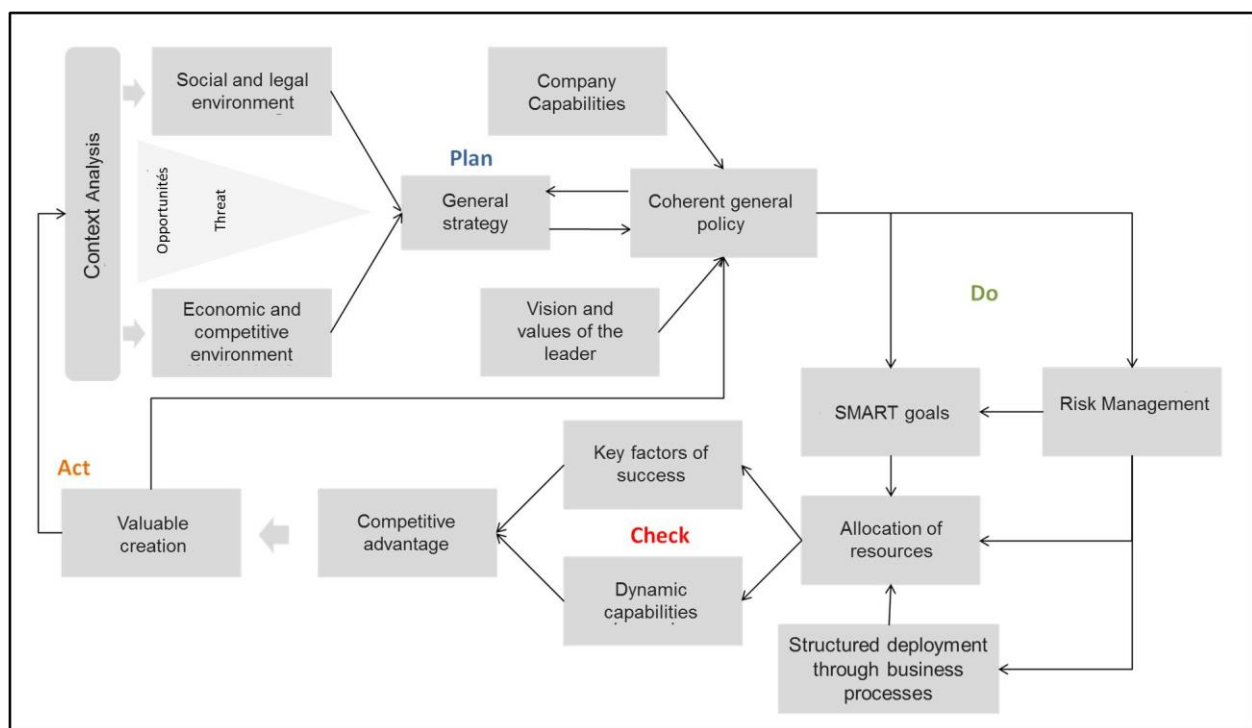 Context Analysis
Social and legal
environment
Opportunités
Threat
Economic and
competitive
environment
Plan
General
strategy
Company
Capabilities
Coherent general
policy
Vision and
values of the
leader
Do
SMART goals
Risk Management
Allocation of
resources
Structured deployment
through business
processes
Check
Key factors of
success
Dynamic
capabilities
Competitive
advantage
Act
Valuable
creation